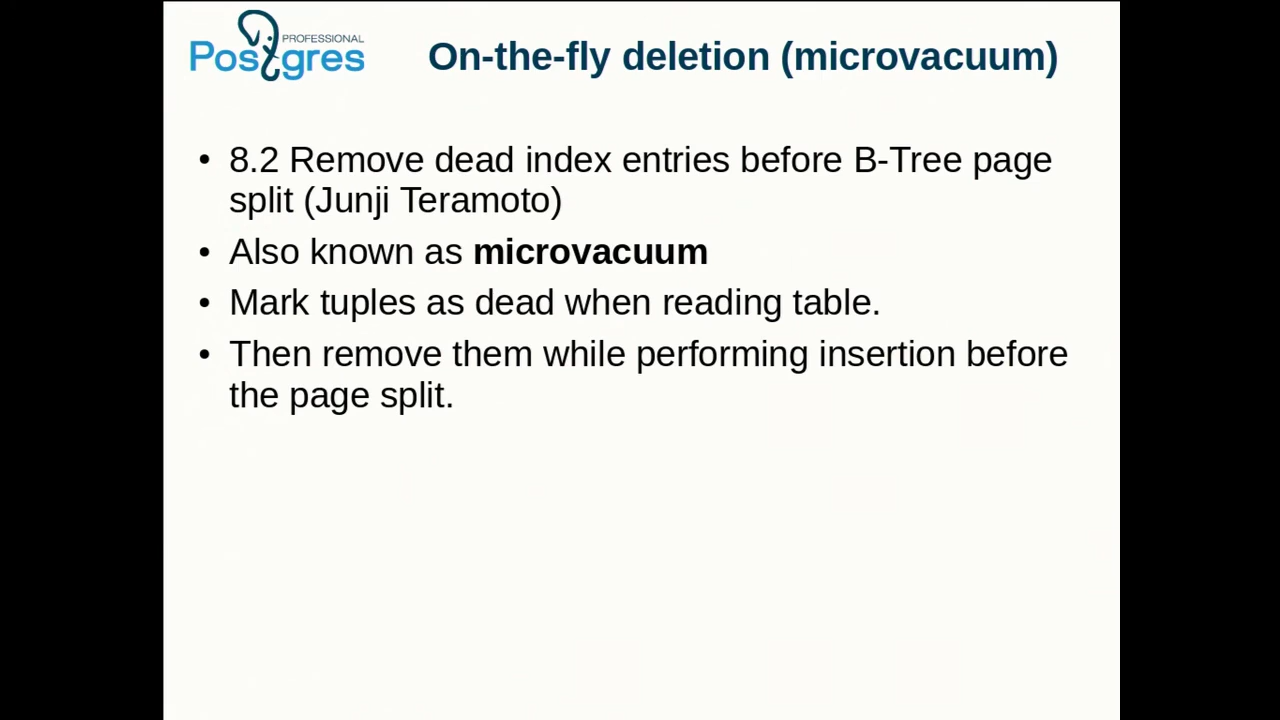 PROFESSIONAL
Postgres
On-the-fly deletion (microvacuum)
• 8.2 Remove dead index entries before B-Tree page
split (Junji Teramoto)
• Also known as microvacuum
• Mark tuples as dead when reading table.
• Then remove them while performing insertion before
the page split.